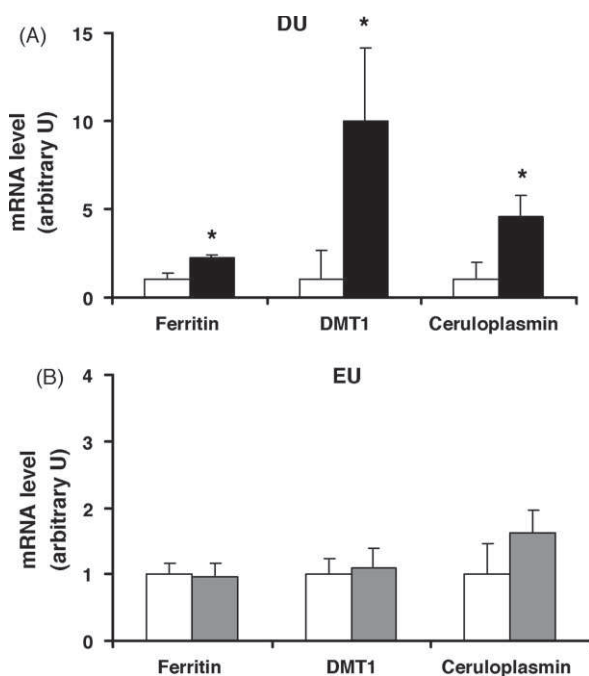 (A)
DU
mRNA level
(arbitrary U)
15
10
5
0
*
*
*
Ferritin DMT1 Ceruloplasmin
(B)
EU
mRNA level
(arbitrary U)
4
3
2
1
0
Ferritin DMT1 Ceruloplasmin